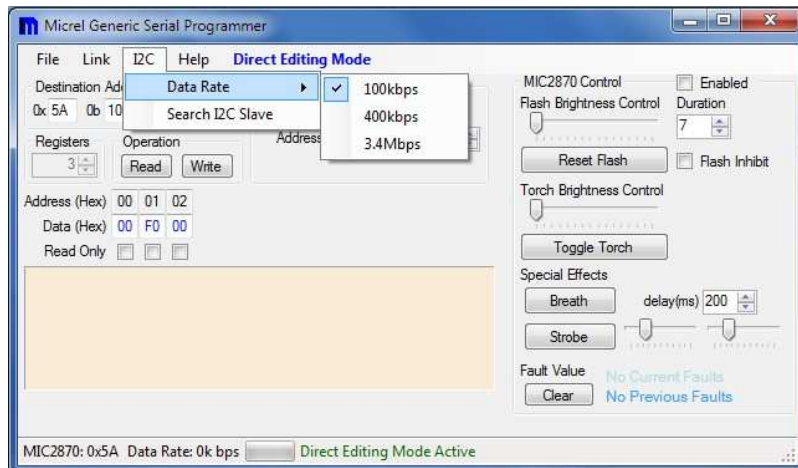 Micrel Generic Serial Programmer
File Link I2C Help Direct Editing Mode
Data Rate
Search I2C Slave
100kbps
400kbps
3.4Mbps
0x 5A 0b
Registers
3
Operation
Read Write
Address (Hex) 00 01 02
Data (Hex) 00 F0 00
Read Only
MIC2870 Control
Enabled
Flash Brightness Control
Duration
7
Reset Flash
Flash Inhibit
Torch Brightness Control
Toggle Torch
Special Effects
Breath
delay(ms) 200
Strobe
Fault Value
No Current Faults
Clear
No Previous Faults
MIC2870: 0x5A Data Rate: 0k bps Direct Editing Mode Active